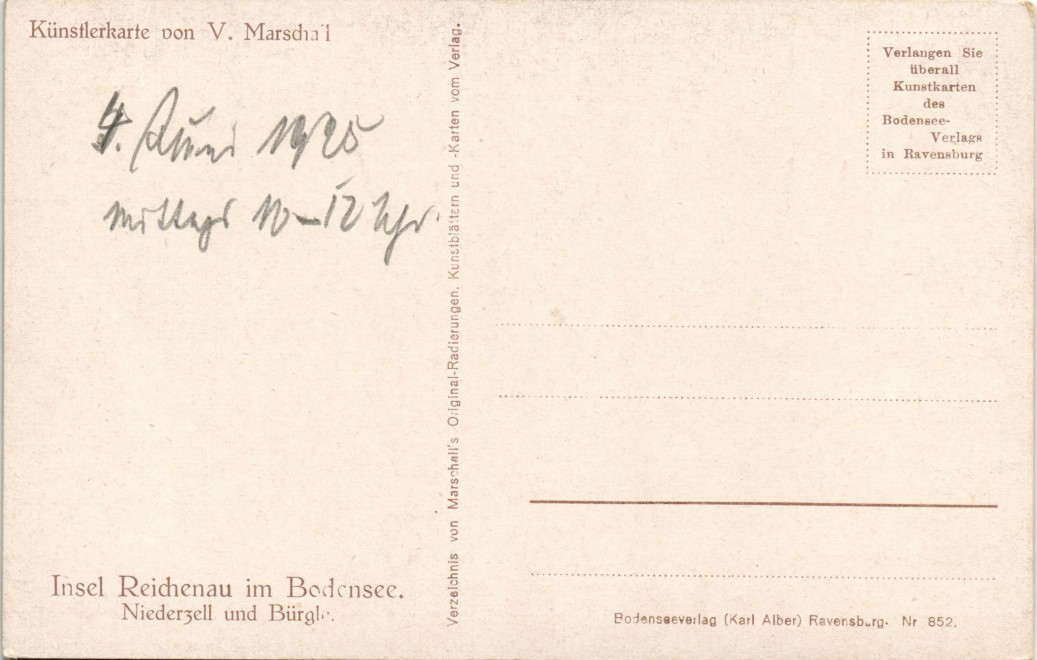 Künstlerkarte von V. Marschall
4. Juni 1925
Mittags 10–12 Uhr.
Insel Reichenau im Bodensee.
Niederzell und Bürgle.
Verzeichnis von Marschall's Original-Radierungen, Kunstblättern und -Karten vom Verlag.
Verlangen Sie
überall
Kunstkarten
des
Bodensee-
Verlags
in Ravensburg
Bodenseeverlag (Karl Alber) Ravensburg. Nr 852.